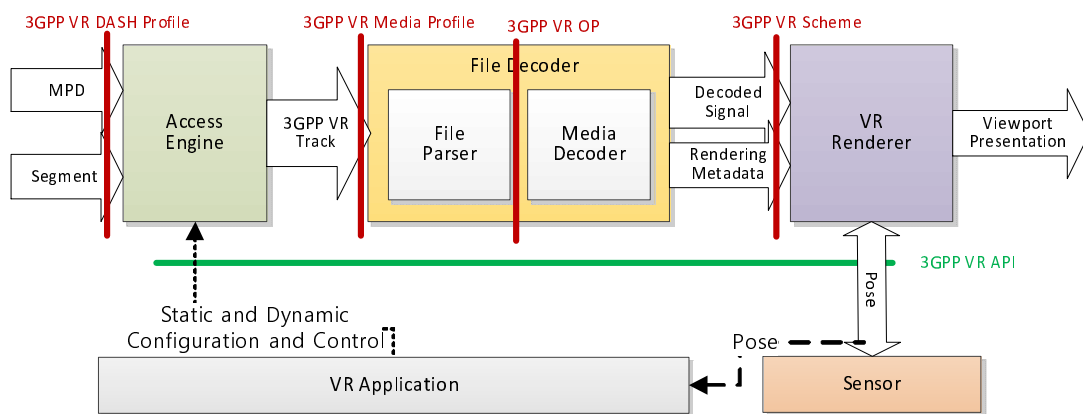 3GPP VR DASH Profile
3GPP VR Media Profile
3GPP VR OP
3GPP VR Scheme
MPD
Segment
Access
Engine
3GPP VR
Track
File Decoder
File
Parser
Media
Decoder
Decoded
Signal
Rendering
Metadata
VR
Renderer
Viewport
Presentation
3GPP VR API
Pose
Static and Dynamic
Configuration and Control
Pose
VR Application
Sensor